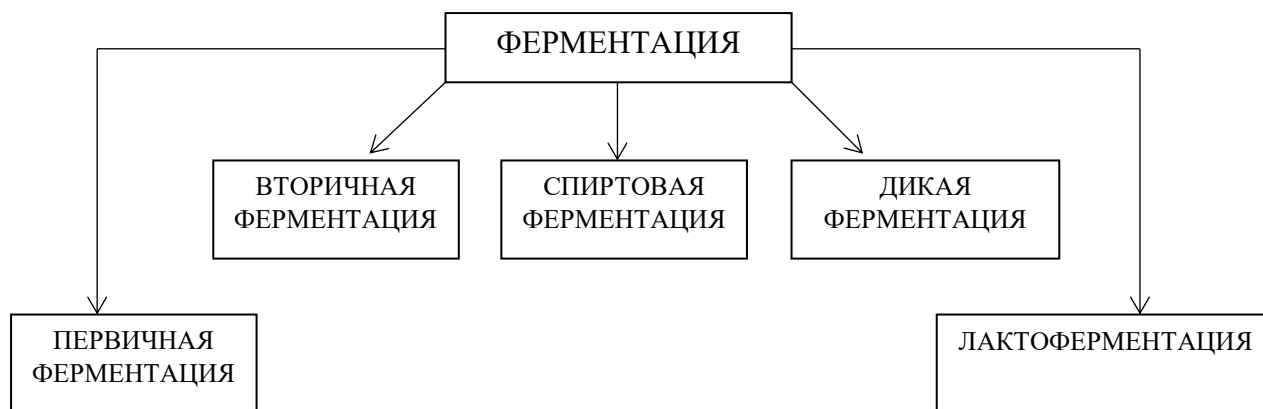 ФЕРМЕНТАЦИЯ
ВТОРИЧНАЯ
ФЕРМЕНТАЦИЯ
СПИРТОВАЯ
ФЕРМЕНТАЦИЯ
ДИКАЯ
ФЕРМЕНТАЦИЯ
ПЕРВИЧНАЯ
ФЕРМЕНТАЦИЯ
ЛАКТОФЕРМЕНТАЦИЯ